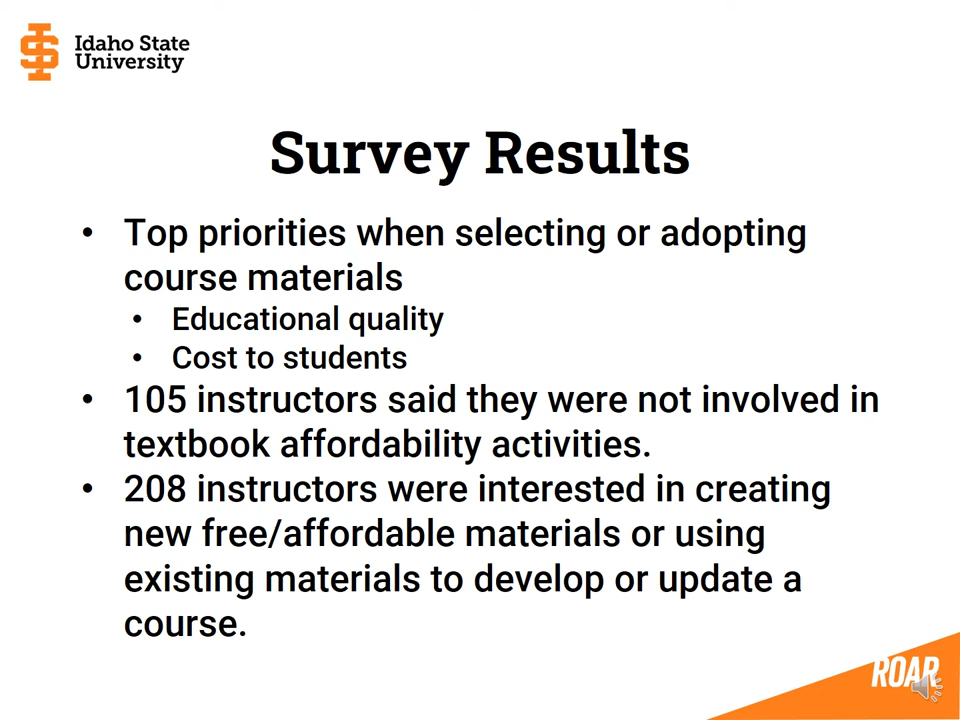 Idaho State
University
Survey Results
• Top priorities when selecting or adopting
course materials
• Educational quality
• Cost to students
• 105 instructors said they were not involved in
textbook affordability activities.
• 208 instructors were interested in creating
new free/affordable materials or using
existing materials to develop or update a
course.
ROAR